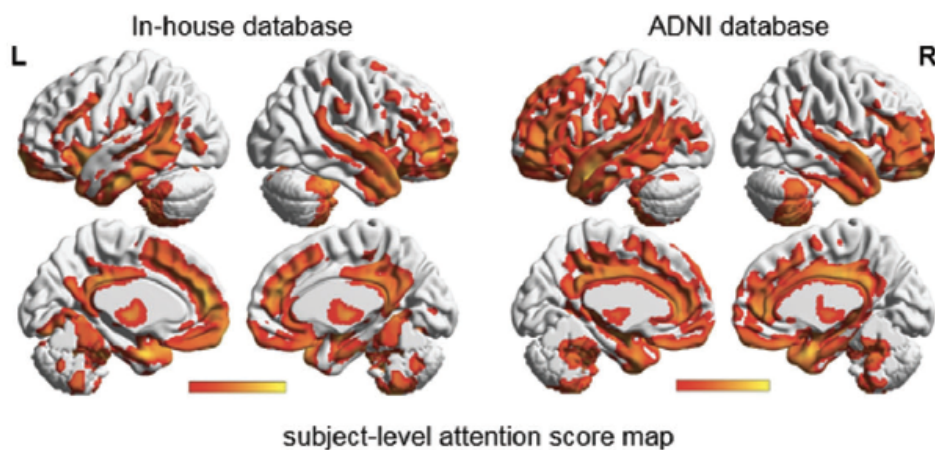 In-house database
ADNI database
L
R
subject-level attention score map